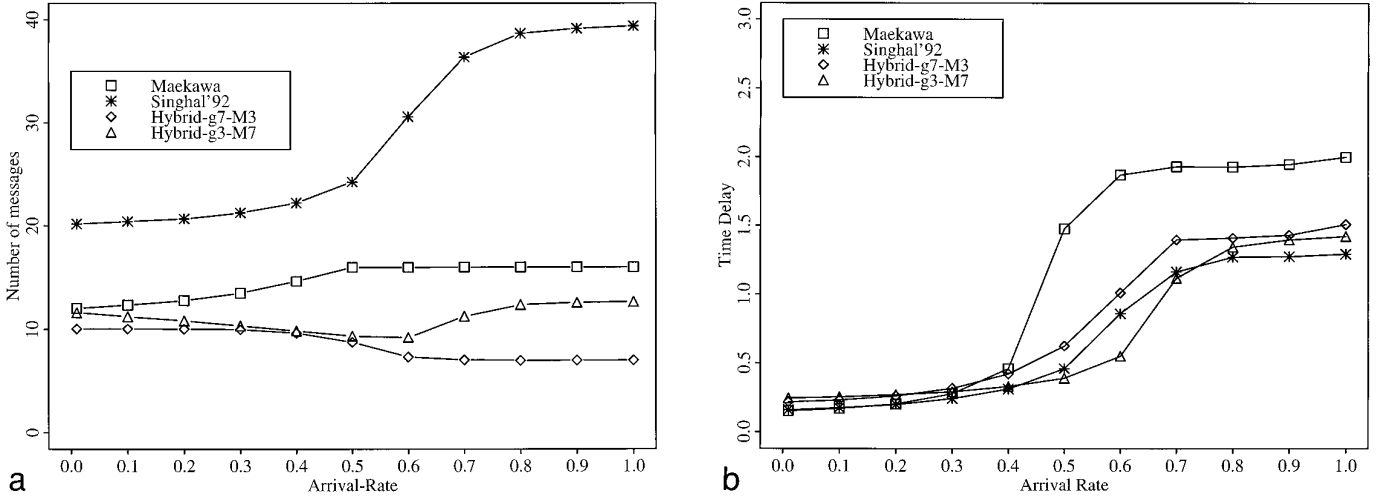 Number of messages
40
30
20
10
0
Maekawa
Singhal'92
Hybrid-g7-M3
Hybrid-g3-M7
0.0 0.1 0.2 0.3 0.4 0.5 0.6 0.7 0.8 0.9 1.0
Arrival-Rate
a
Time Delay
3.0
2.5
2.0
1.5
1.0
0.5
0.0
Maekawa
Singhal'92
Hybrid-g7-M3
Hybrid-g3-M7
0.0 0.1 0.2 0.3 0.4 0.5 0.6 0.7 0.8 0.9 1.0
Arrival Rate
b